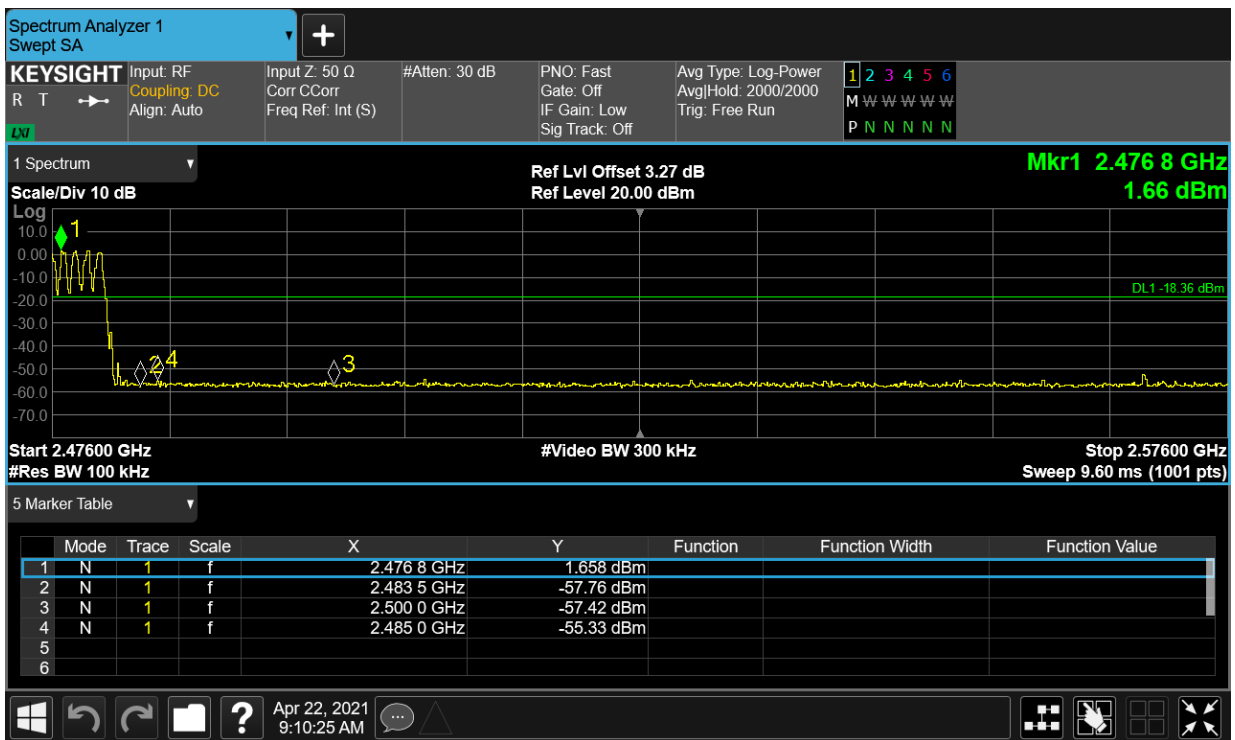 Spectrum Analyzer 1
Swept SA
KEYSIGHT
R T
LXI
Input: RF
Coupling: DC
Align: Auto
Input Z: 50 Ω
Corr CCorr
Freq Ref: Int (S)
#Atten: 30 dB
PNO: Fast
Gate: Off
IF Gain: Low
Sig Track: Off
Avg Type: Log-Power
Avg|Hold: 2000/2000
Trig: Free Run
1 2 3 4 5 6
M W W W W W
P N N N N N
1 Spectrum
Scale/Div 10 dB
Ref Lvl Offset 3.27 dB
Ref Level 20.00 dBm
Mkr1 2.476 8 GHz
1.66 dBm
Log
10.0
0.00
-10.0
-20.0
-30.0
-40.0
-50.0
-60.0
-70.0
1
2 4
3
DL1 -18.36 dBm
Start 2.47600 GHz
#Res BW 100 kHz
#Video BW 300 kHz
Stop 2.57600 GHz
Sweep 9.60 ms (1001 pts)
5 Marker Table
Mode Trace Scale X Y Function Function Width Function Value
1 N 1 f 2.476 8 GHz 1.658 dBm
2 N 1 f 2.483 5 GHz -57.76 dBm
3 N 1 f 2.500 0 GHz -57.42 dBm
4 N 1 f 2.485 0 GHz -55.33 dBm
5
6
?
Apr 22, 2021
9:10:25 AM